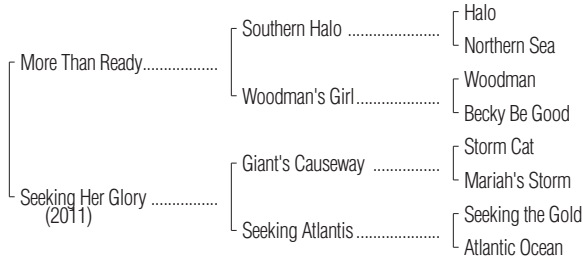 Halo
Southern Halo ...................
Northern Sea
More Than Ready.................
Woodman
Woodman's Girl.....................
Becky Be Good
Storm Cat
Giant's Causeway ................
Mariah's Storm
Seeking Her Glory ...............
(2011)
Seeking the Gold
Seeking Atlantis.....................
Atlantic Ocean